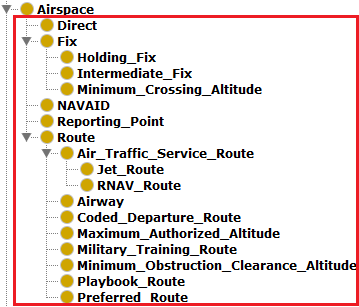 Airspace
Direct
Fix
Holding_Fix
Intermediate_Fix
Minimum_Crossing_Altitude
NAVAID
Reporting_Point
Route
Air_Traffic_Service_Route
Jet_Route
RNAV_Route
Airway
Coded_Departure_Route
Maximum_Authorized_Altitude
Military_Training_Route
Minimum_Obstruction_Clearance_Altitude
Playbook_Route
Preferred_Route